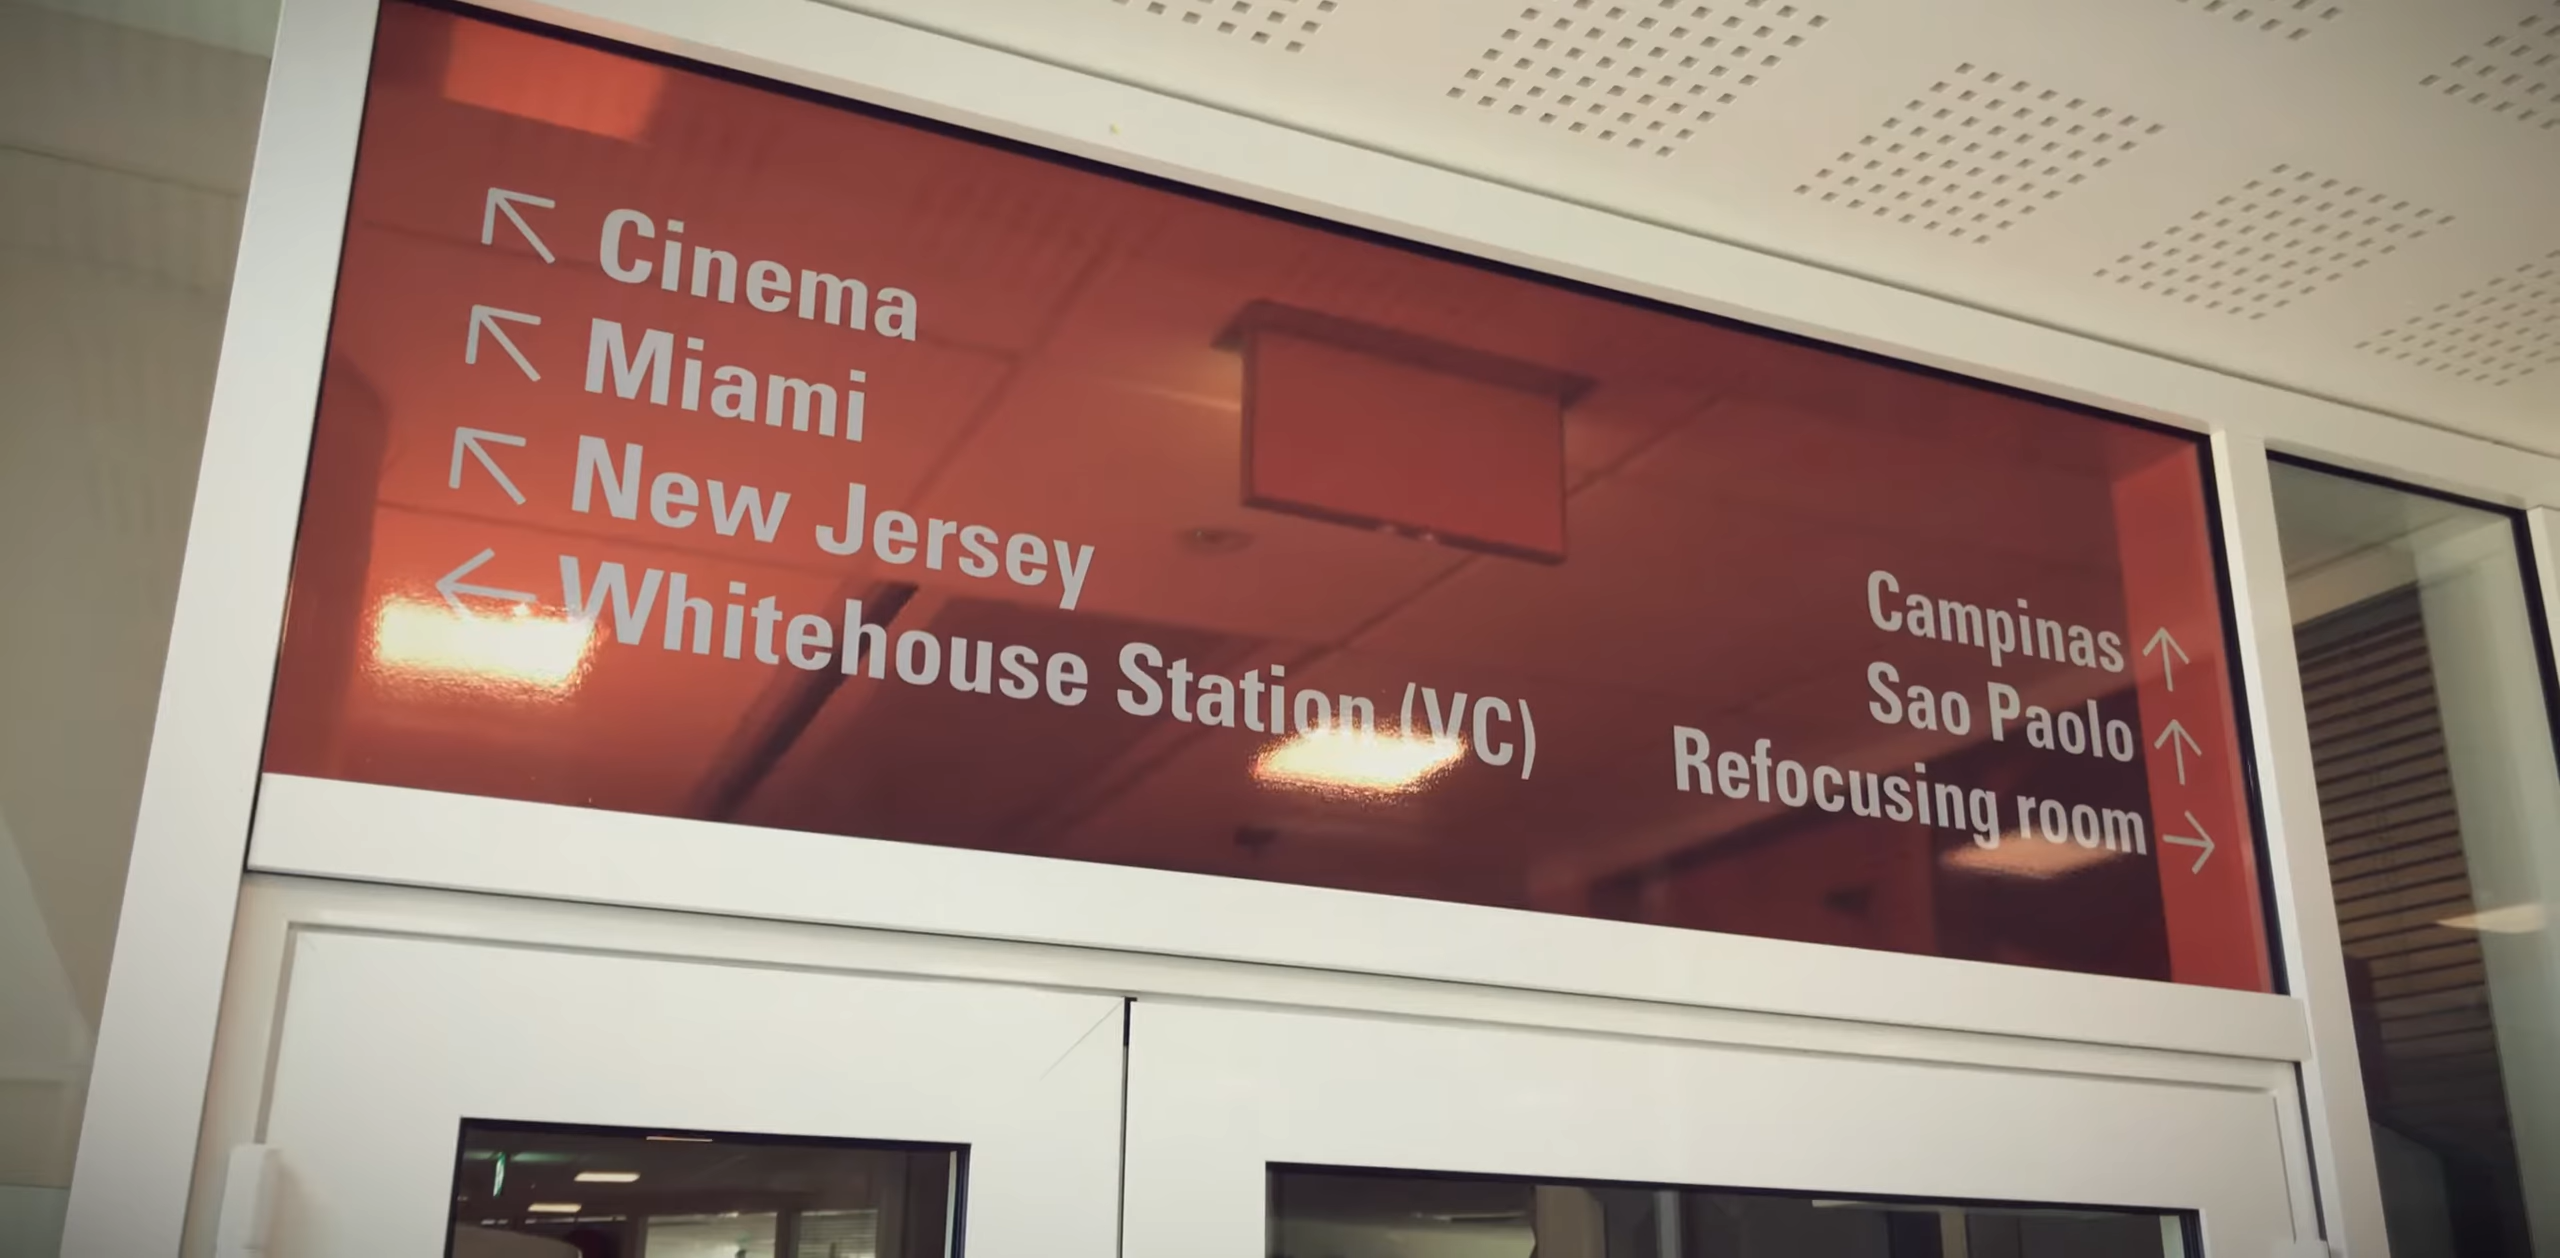 ↖ Cinema
↖ Miami
↖ New Jersey
← Whitehouse Station (VC)
Campinas ↑
Sao Paolo ↑
Refocusing room →